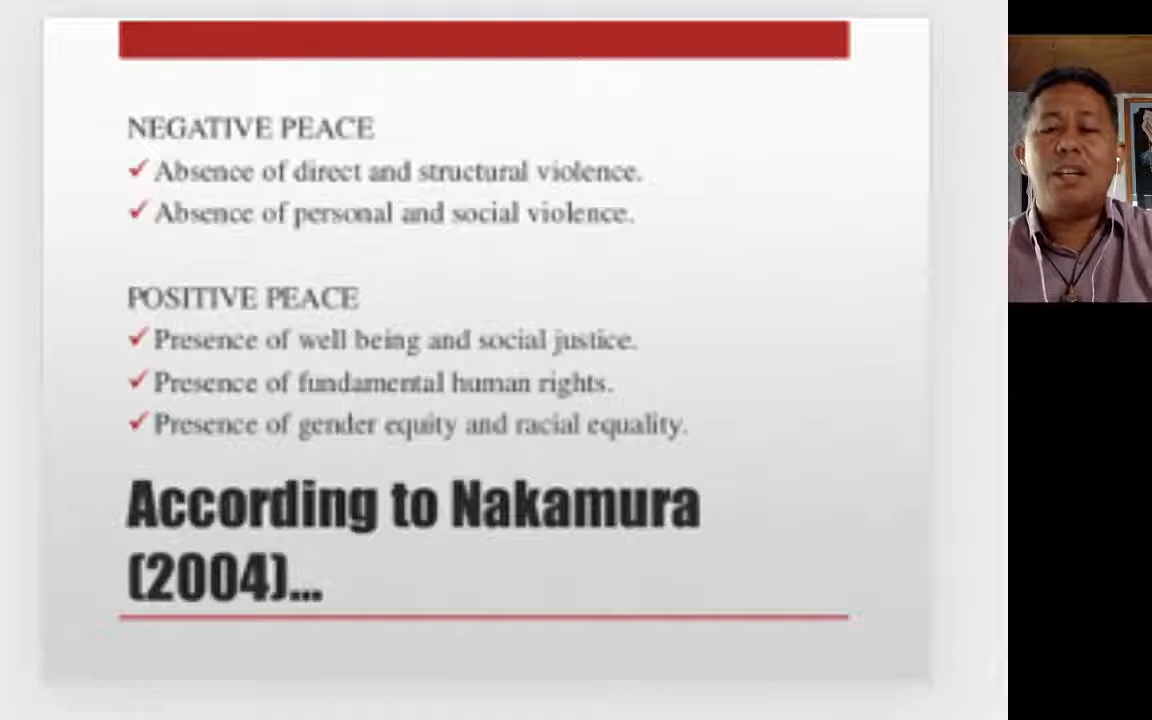 NEGATIVE PEACE
✓ Absence of direct and structural violence.
✓ Absence of personal and social violence.
POSITIVE PEACE
✓ Presence of well being and social justice.
✓ Presence of fundamental human rights.
✓ Presence of gender equity and racial equality.
According to Nakamura
(2004)...